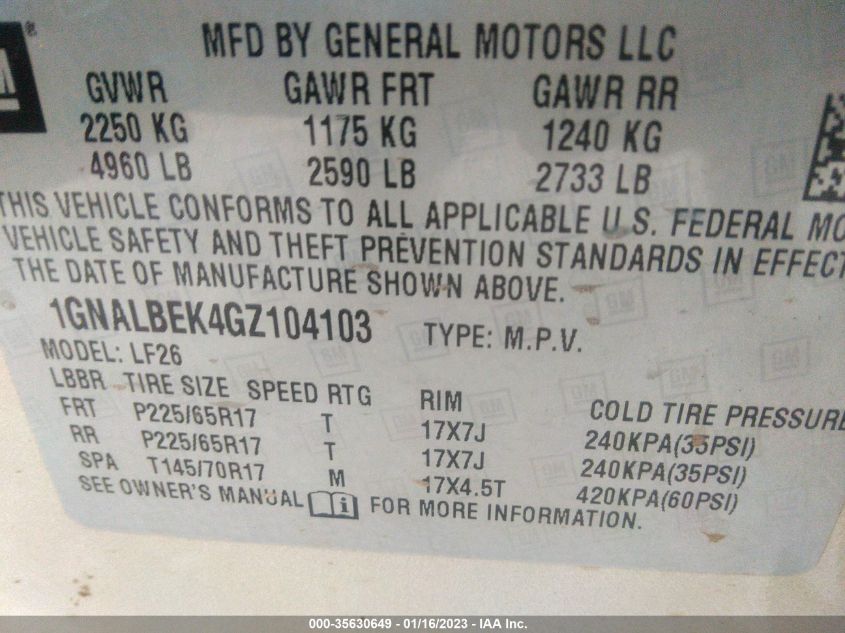 MFD BY GENERAL MOTORS LLC
GVWR GAWR FRT GAWR RR
2250 KG 1175 KG 1240 KG
4960 LB 2590 LB 2733 LB
THIS VEHICLE CONFORMS TO ALL APPLICABLE U.S. FEDERAL MO
VEHICLE SAFETY AND THEFT PREVENTION STANDARDS IN EFFECT
THE DATE OF MANUFACTURE SHOWN ABOVE.
1GNALBEK4GZ104103 TYPE: M.P.V.
MODEL: LF26
LBBR TIRE SIZE SPEED RTG RIM COLD TIRE PRESSURE
FRT P225/65R17 T 17X7J 240KPA(35PSI)
RR P225/65R17 T 17X7J 240KPA(35PSI)
SPA T145/70R17 M 17X4.5T 420KPA(60PSI)
SEE OWNER'S MANUAL FOR MORE INFORMATION.
000-35630649 - 01/16/2023 - IAA Inc.